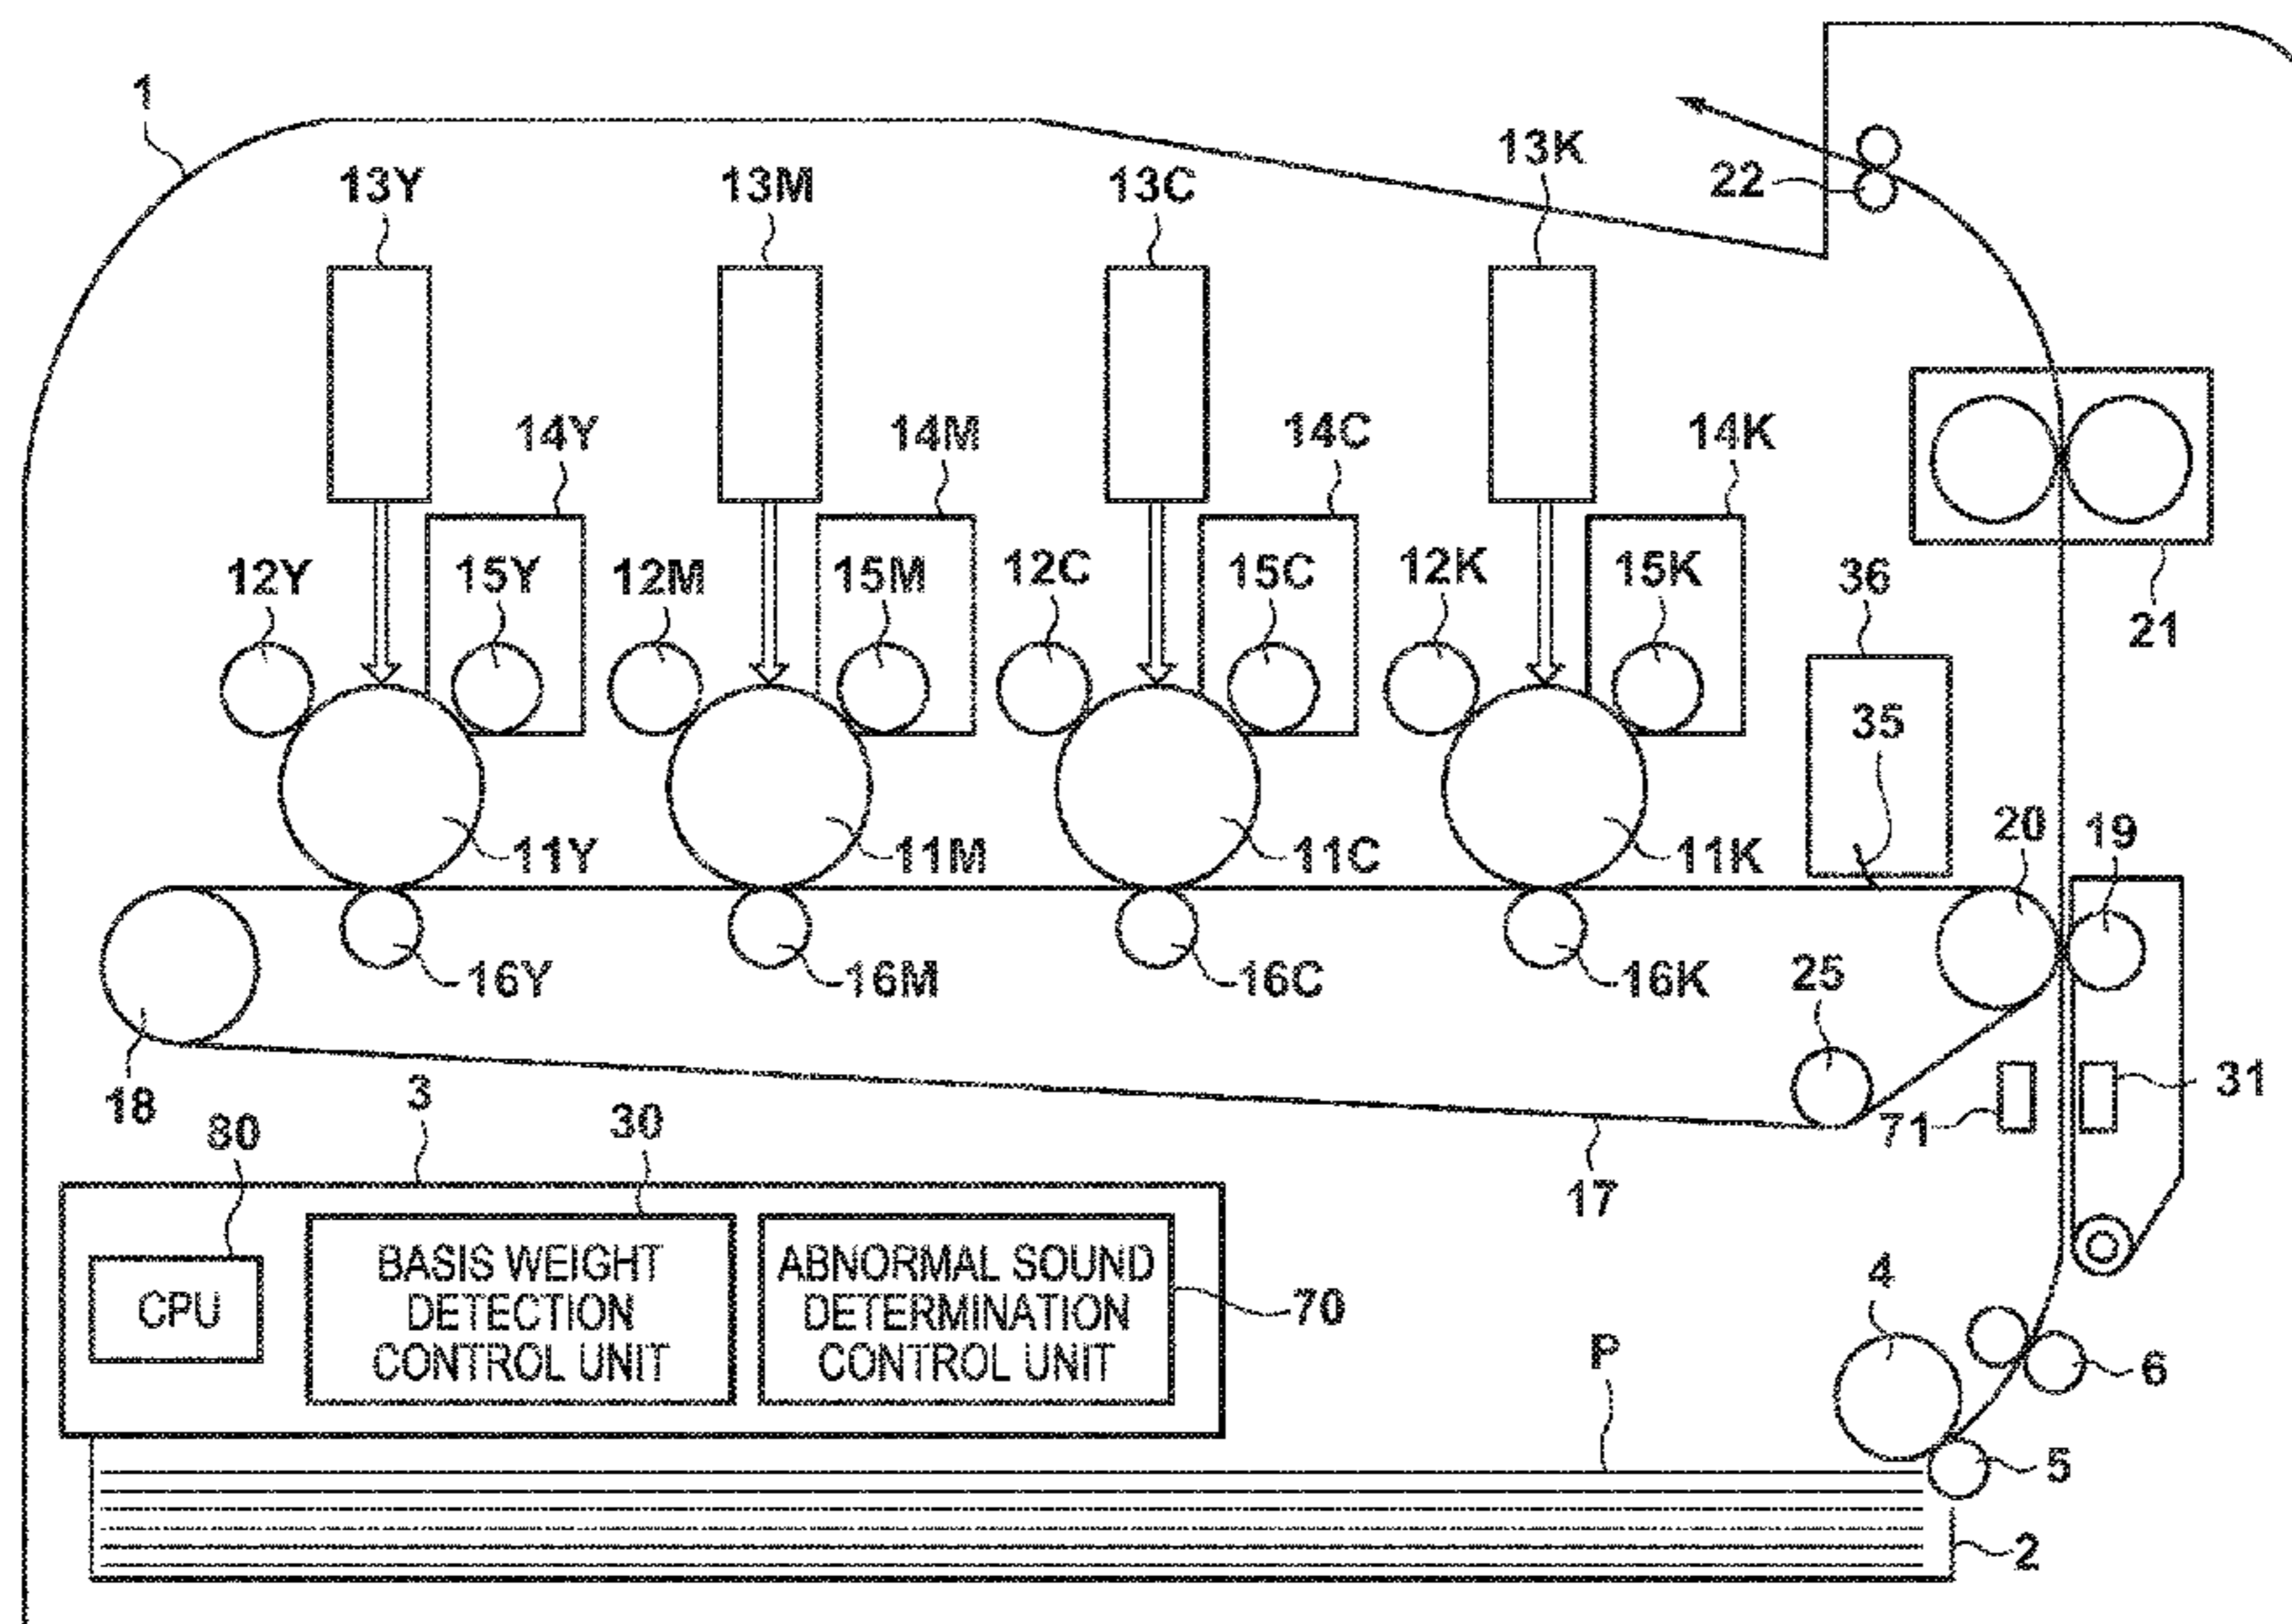 1
13Y 13M 13C 13K 22
14Y 14M 14C 14K
12Y 15Y 12M 15M 12C 15C 12K 15K 36 21
35
11Y 11M 11C 11K 20 19
16Y 16M 16C 16K 25
18 3 31
80 30 71
17
CPU
BASIS WEIGHT
DETECTION
CONTROL UNIT
ABNORMAL SOUND
DETERMINATION
CONTROL UNIT
70
4
P
6
5
2